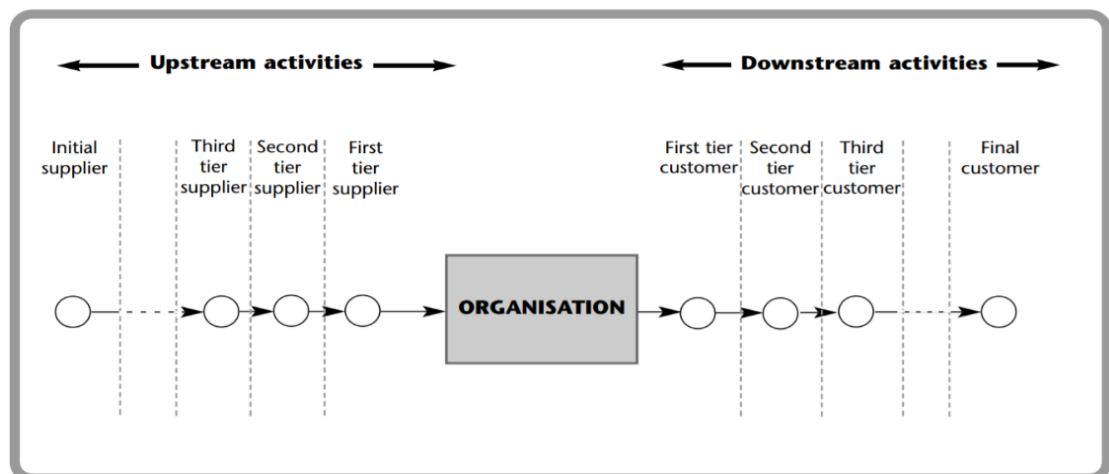 Upstream activities
Downstream activities
Initial
supplier
Third
tier
supplier
Second
tier
supplier
First
tier
supplier
First tier
customer
Second
tier
customer
Third
tier
customer
Final
customer
ORGANISATION